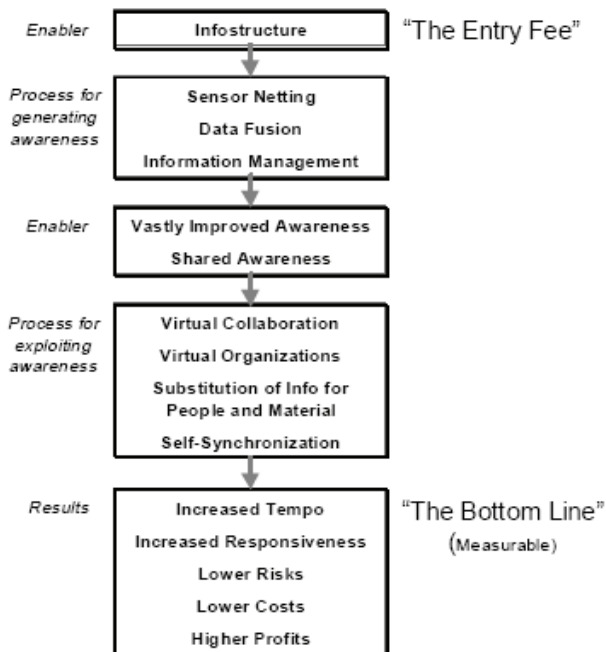 Enabler
Infostructure
“The Entry Fee”
Process for
generating
awareness
Sensor Netting
Data Fusion
Information Management
Enabler
Vastly Improved Awareness
Shared Awareness
Process for
exploiting
awareness
Virtual Collaboration
Virtual Organizations
Substitution of Info for
People and Material
Self-Synchronization
Results
Increased Tempo
Increased Responsiveness
Lower Risks
Lower Costs
Higher Profits
“The Bottom Line”
(Measurable)